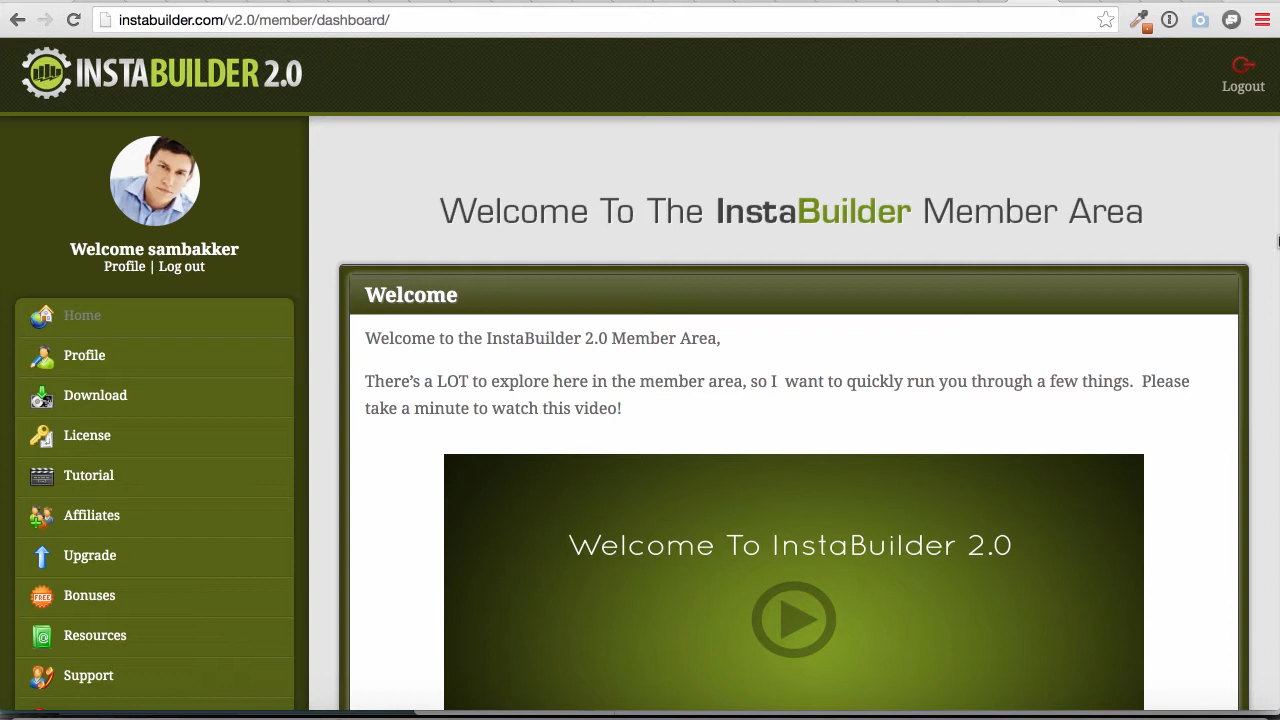 instabuilder.com/v2.0/member/dashboard/
INSTABUILDER 2.0
Logout
Welcome sambakker
Profile | Log out
Home
Profile
Download
License
Tutorial
Affiliates
Upgrade
FREE
Bonuses
Resources
Support
Welcome To The InstaBuilder Member Area
Welcome
Welcome to the InstaBuilder 2.0 Member Area,
There's a LOT to explore here in the member area, so I want to quickly run you through a few things. Please
take a minute to watch this video!
Welcome To InstaBuilder 2.0